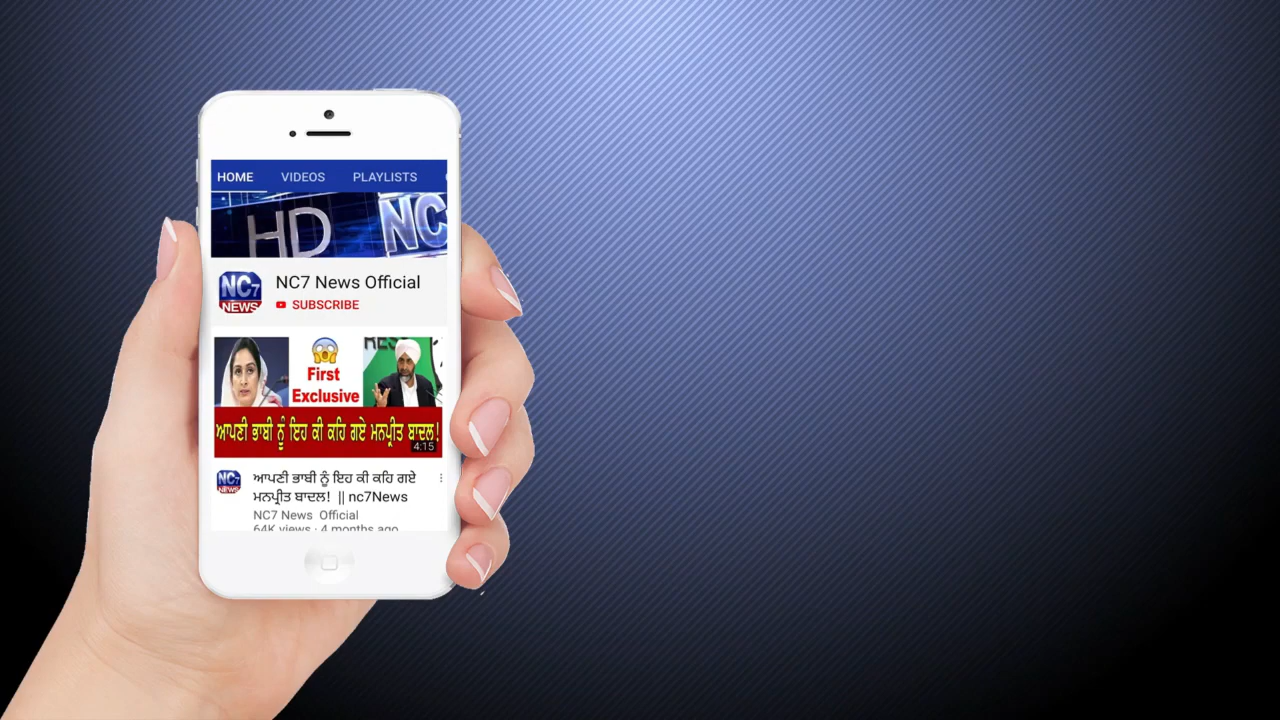 HOME VIDEOS PLAYLISTS
HD NC
NC7 NEWS
NC7 News Official
SUBSCRIBE
First
Exclusive
ਆਪਣੀ ਭਾਬੀ ਨੂੰ ਇਹ ਕੀ ਕਹਿ ਗਏ ਮਨਪ੍ਰੀਤ ਬਾਦਲ!
4:15
NC7 NEWS
ਆਪਣੀ ਭਾਬੀ ਨੂੰ ਇਹ ਕੀ ਕਹਿ ਗਏ
ਮਨਪ੍ਰੀਤ ਬਾਦਲ! || nc7News
NC7 News Official
64K views · 4 months ago